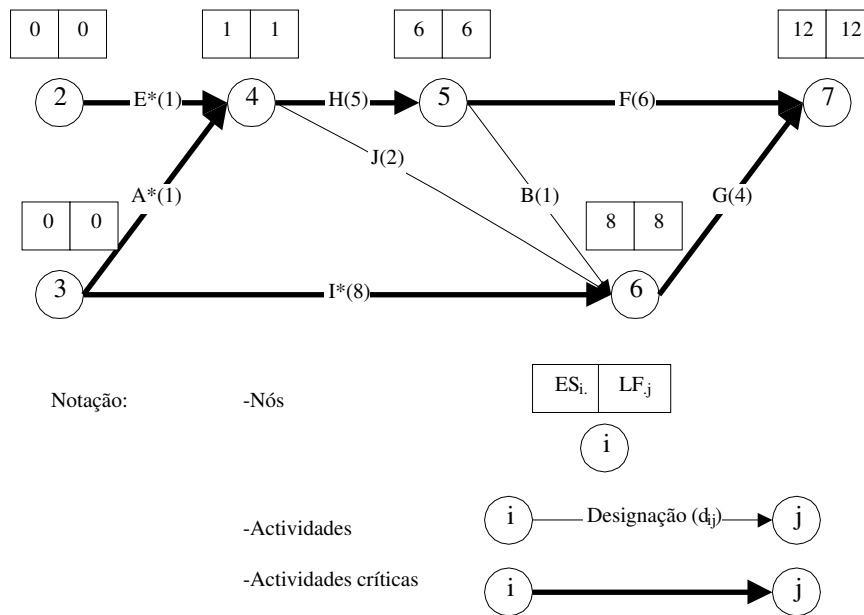 0 0 1 1 6 6 12 12
2 E*(1) 4 H(5) 5 F(6) 7
J(2)
A*(1) B(1) G(4)
0 0 8 8
3 I*(8) 6
ESi. LF.j
Notação: -Nós
i
-Actividades i Designação (dij) j
-Actividades críticas i j